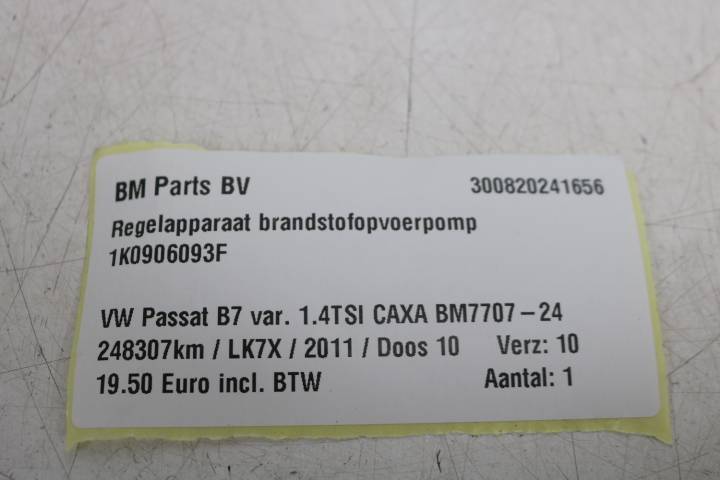 BM Parts BV 300820241656
Regelapparaat brandstofopvoerpomp
1K0906093F
VW Passat B7 var. 1.4TSI CAXA BM7707-24
248307km / LK7X / 2011 / Doos 10 Verz: 10
19.50 Euro incl. BTW Aantal: 1